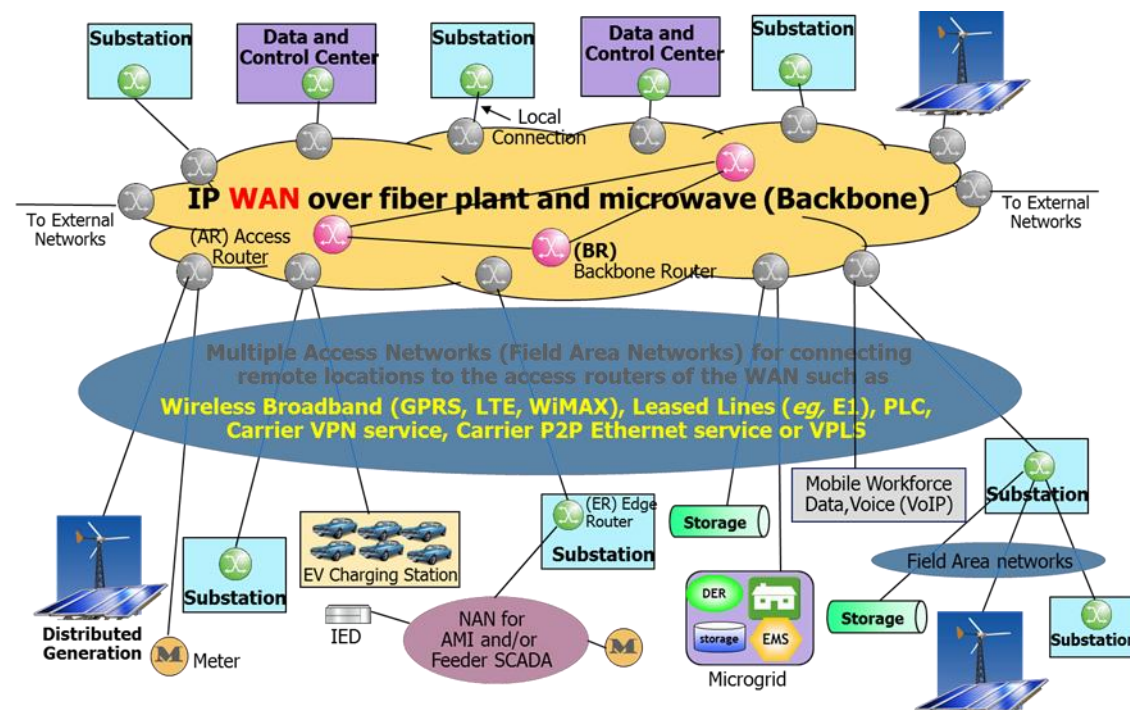 Substation
Data and
Control Center
Substation
Data and
Control Center
Substation
Local
Connection
IP WAN over fiber plant and microwave (Backbone)
To External
Networks
To External
Networks
(AR) Access
Router
(BR)
Backbone Router
Multiple Access Networks (Field Area Networks) for connecting
remote locations to the access routers of the WAN such as
Wireless Broadband (GPRS, LTE, WiMAX), Leased Lines (eg, E1), PLC,
Carrier VPN service, Carrier P2P Ethernet service or VPLS
Mobile Workforce
Data,Voice (VoIP)
Substation
(ER) Edge
Router
Substation
Storage
EV Charging Station
Substation
Field Area networks
DER
storage
EMS
Microgrid
Storage
Substation
IED
NAN for
AMI and/or
Feeder SCADA
M
Distributed
Generation
M
Meter